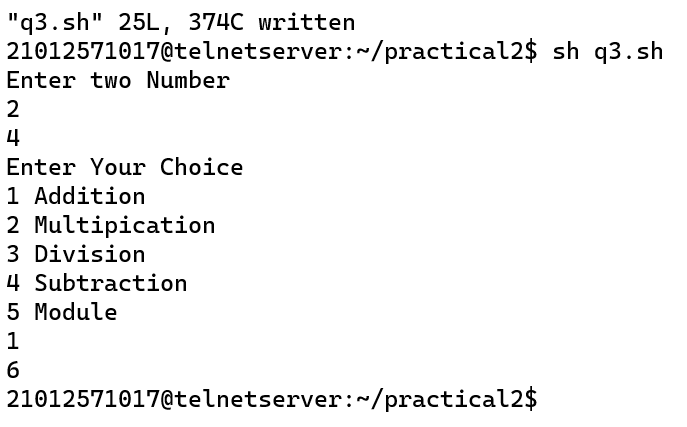 "q3.sh" 25L, 374C written
21012571017@telnetserver:~/practical2$ sh q3.sh
Enter two Number
2
4
Enter Your Choice
1 Addition
2 Multipication
3 Division
4 Subtraction
5 Module
1
6
21012571017@telnetserver:~/practical2$